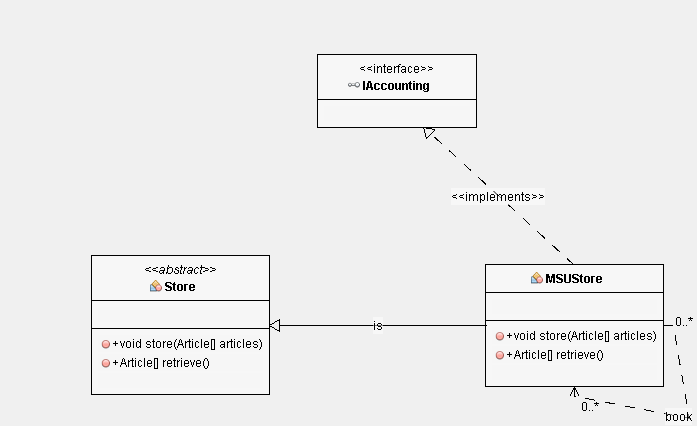 <<interface>>
IAccounting
<<implements>>
<<abstract>>
Store
+void store(Article[] articles)
+Article[] retrieve()
is
MSUStore
+void store(Article[] articles)
+Article[] retrieve()
0..*
0..*
book